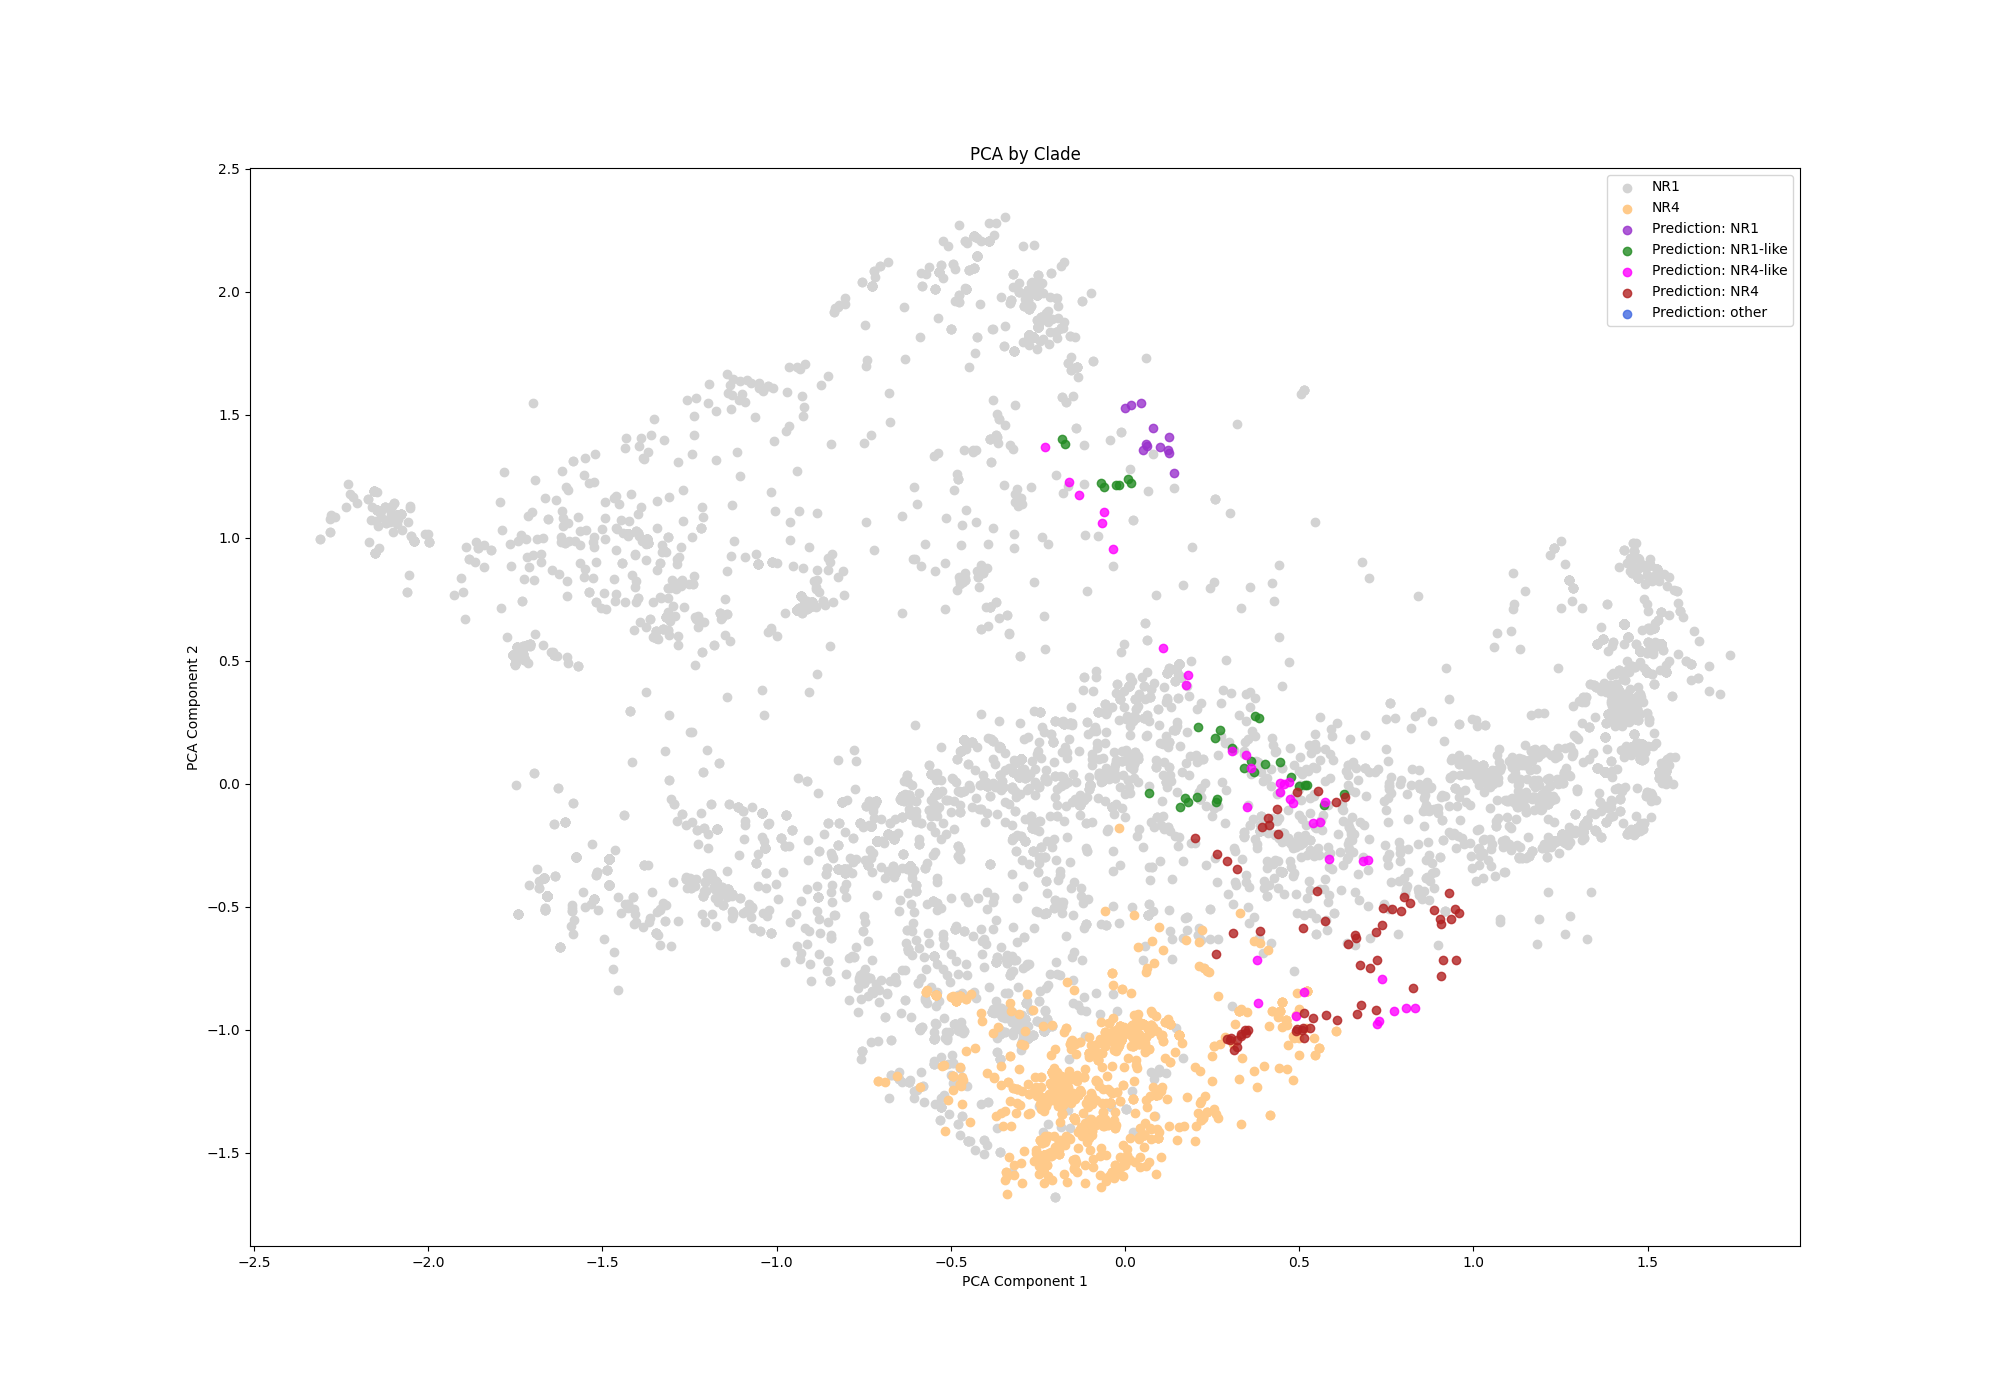 PCA by Clade
NR1
NR4
Prediction: NR1
Prediction: NR1-like
Prediction: NR4-like
Prediction: NR4
Prediction: other
PCA Component 2
2.5
2.0
1.5
1.0
0.5
0.0
−0.5
−1.0
−1.5
−2.5
−2.0
−1.5
−1.0
−0.5
0.0
0.5
1.0
1.5
PCA Component 1